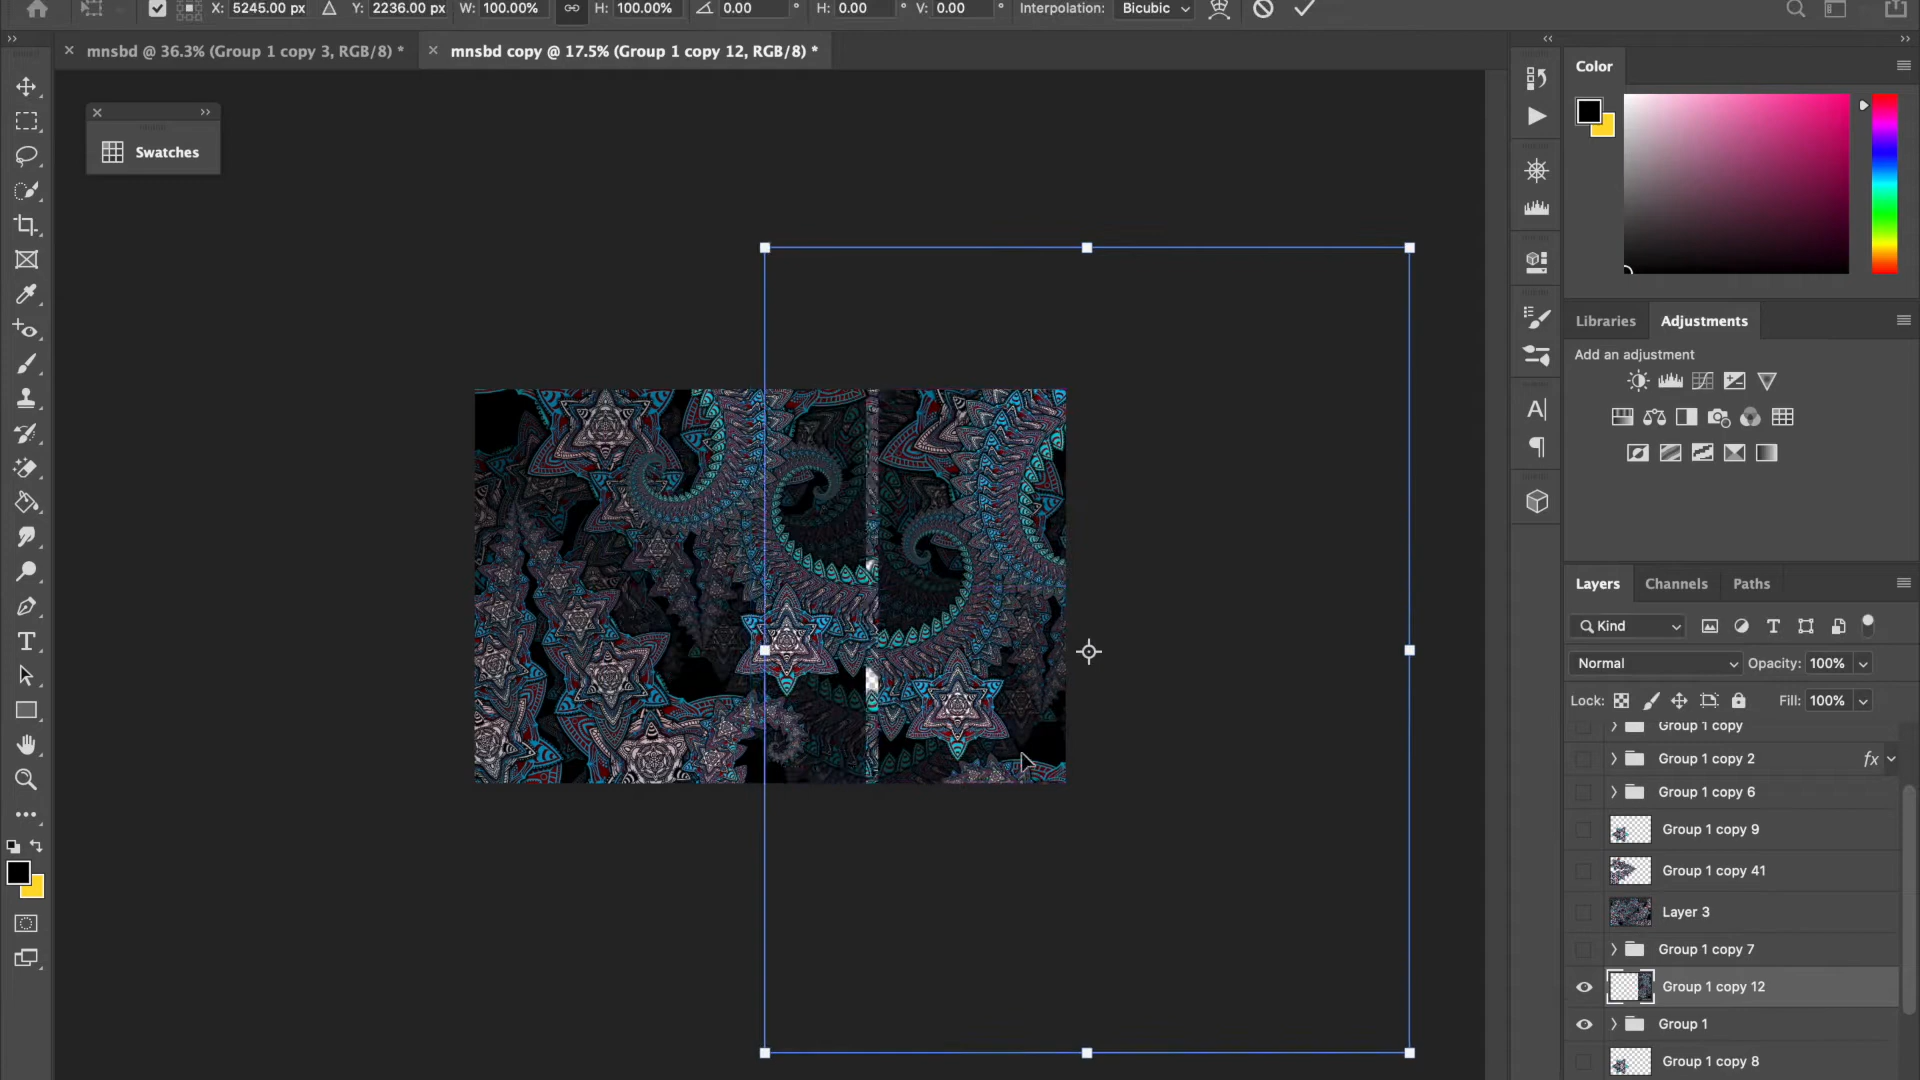 X: 5245.00 px Y: 2236.00 px W: 100.00% H: 100.00% 0.00 ° H: 0.00 ° V: 0.00 ° Interpolation: Bicubic
mnsbd @ 36.3% (Group 1 copy 3, RGB/8) *
mnsbd copy @ 17.5% (Group 1 copy 12, RGB/8) *
Swatches
Color
Libraries Adjustments
Add an adjustment
Layers Channels Paths
Kind
Normal Opacity: 100%
Lock: Fill: 100%
Group 1 copy
Group 1 copy 2 fx
Group 1 copy 6
Group 1 copy 9
Group 1 copy 41
Layer 3
Group 1 copy 7
Group 1 copy 12
Group 1
Group 1 copy 8